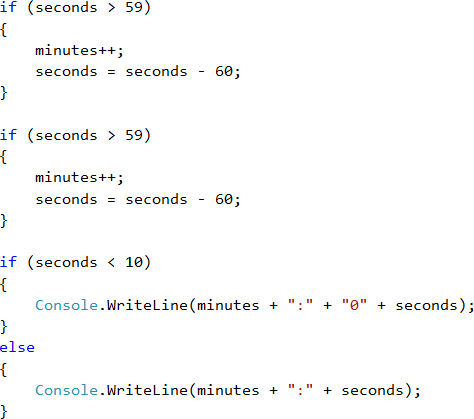 if (seconds > 59)
{
    minutes++;
    seconds = seconds - 60;
}

if (seconds > 59)
{
    minutes++;
    seconds = seconds - 60;
}

if (seconds < 10)
{
    Console.WriteLine(minutes + ":" + "0" + seconds);
}
else
{
    Console.WriteLine(minutes + ":" + seconds);
}